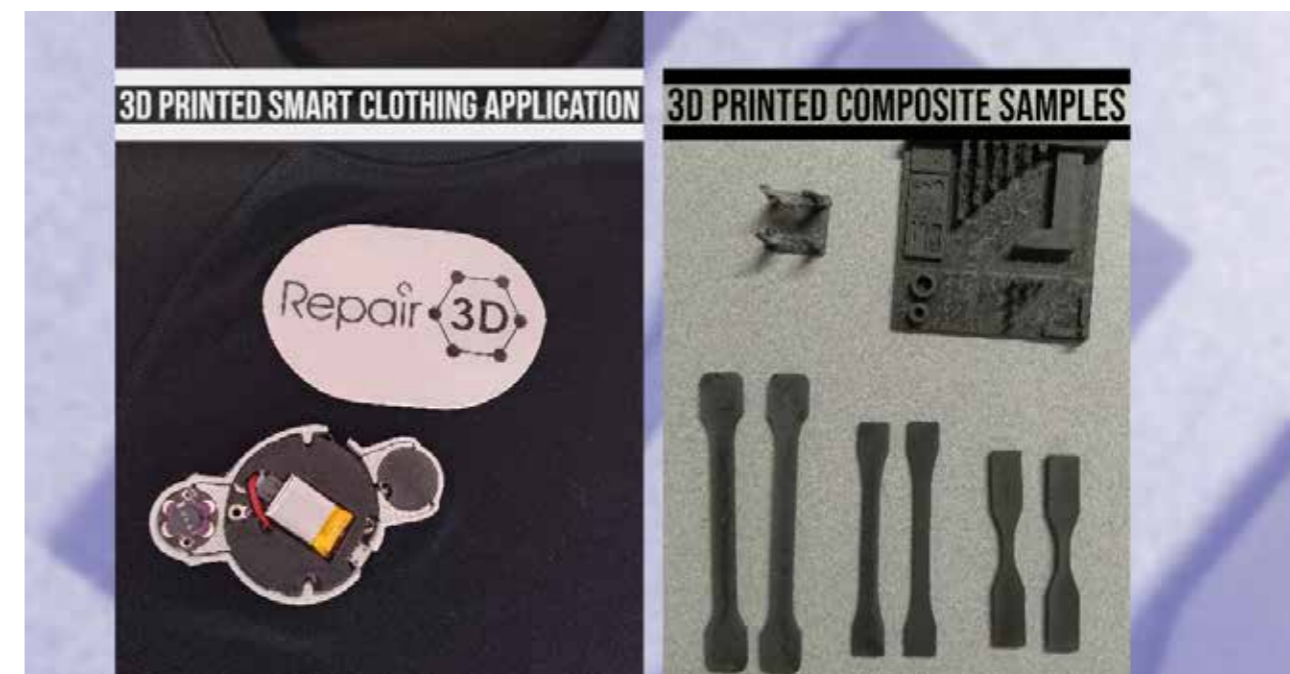 3D PRINTED SMART CLOTHING APPLICATION
Repair 3D
3D PRINTED COMPOSITE SAMPLES